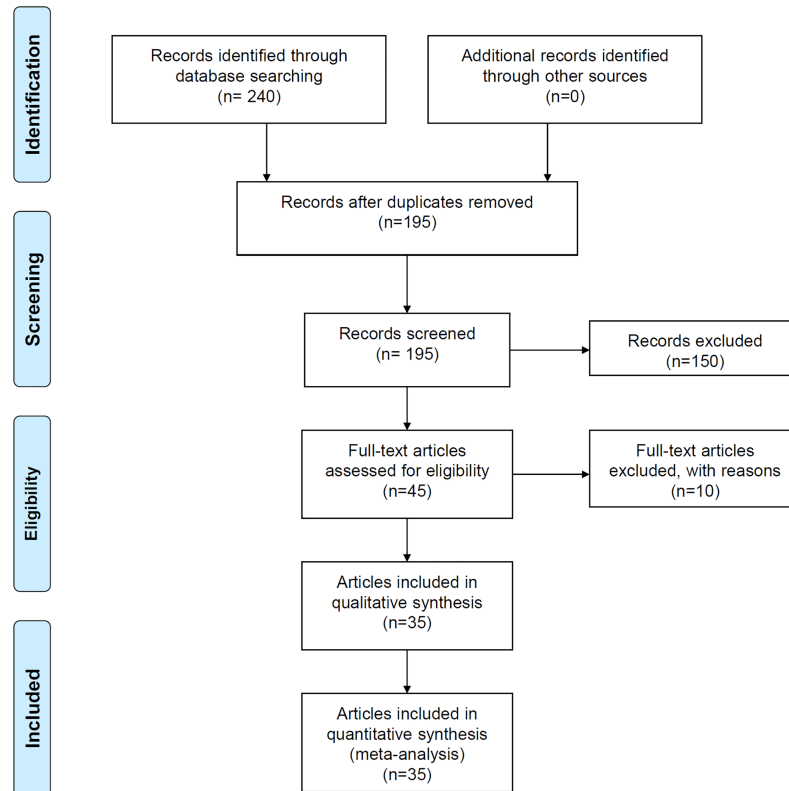 Identification
Records identified through
database searching
(n= 240)
Additional records identified
through other sources
(n=0)
Records after duplicates removed
(n=195)
Screening
Records screened
(n= 195)
Records excluded
(n=150)
Eligibility
Full-text articles
assessed for eligibility
(n=45)
Full-text articles
excluded, with reasons
(n=10)
Articles included in
qualitative synthesis
(n=35)
Included
Articles included in
quantitative synthesis
(meta-analysis)
(n=35)